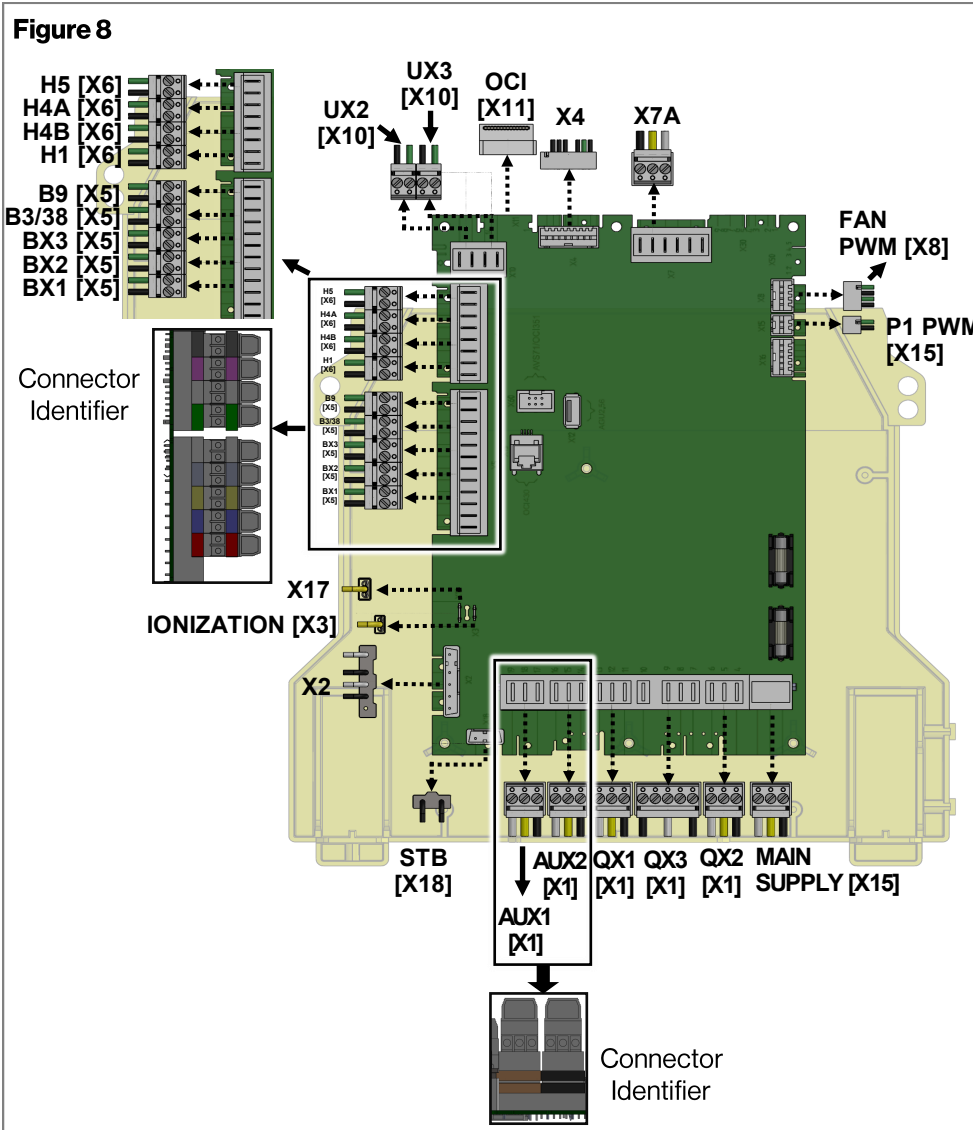 Figure 8
H5 [X6]
H4A [X6]
H4B [X6]
H1 [X6]
B9 [X5]
B3/38 [X5]
BX3 [X5]
BX2 [X5]
BX1 [X5]
UX2
[X10]
UX3
[X10]
OCI
[X11]
X4
X7A
FAN
PWM [X8]
P1 PWM
[X15]
H5
[X6]
H4A
[X6]
H4B
[X6]
H1
[X6]
B9
[X5]
B3/38
[X5]
BX3
[X5]
BX2
[X5]
BX1
[X5]
Connector
Identifier
X17
IONIZATION [X3]
X2
STB
[X18]
AUX1
[X1]
AUX2
[X1]
QX1
[X1]
QX3
[X1]
QX2
[X1]
MAIN
SUPPLY [X15]
Connector
Identifier